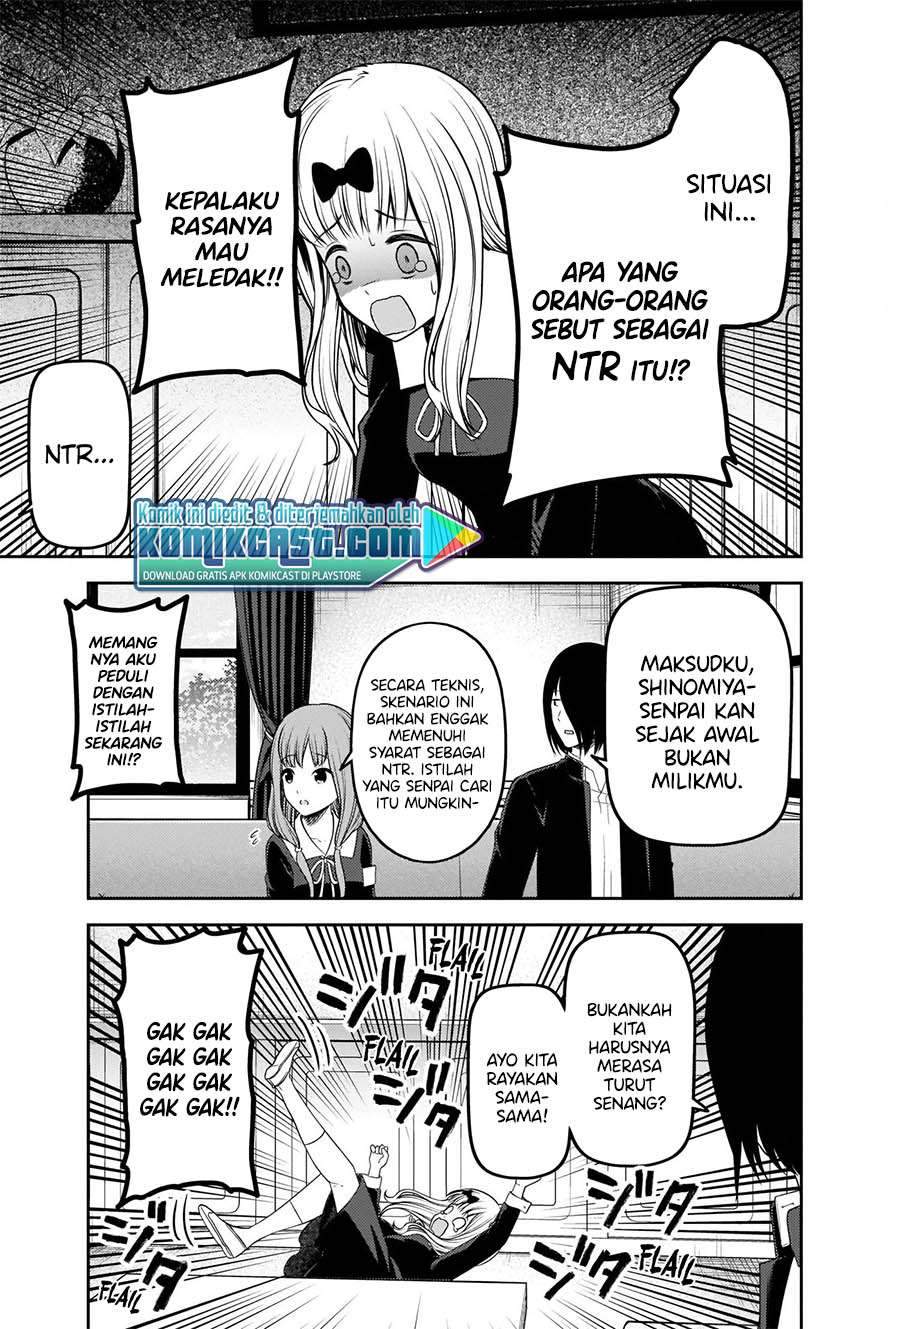 SITUASI
INI...
APA YANG
ORANG-ORANG
SEBUT SEBAGAI
NTR ITU!?
KEPALAKU
RASANYA
MAU
MELEDAK!!
NTR...
Komik ini diedit & diterjemahkan oleh
KOMIKCAST.COM
DOWNLOAD GRATIS APK KOMIKCAST DI PLAYSTORE
MAKSUDKU,
SHINOMIYA-
SENPAI KAN
SEJAK AWAL
BUKAN
MILIKMU.
SECARA TEKNIS,
SKENARIO INI
BAHKAN ENGGAK
MEMENUHI
SYARAT SEBAGAI
NTR. ISTILAH
YANG SENPAI CARI
ITU MUNGKIN-
MEMANG
NYA AKU
PEDULI
DENGAN
ISTILAH-
ISTILAH
SEKARANG
INI!?
BUKANKAH
KITA
HARUSNYA
MERASA
TURUT
SENANG?
AYO KITA
RAYAKAN
SAMA-
SAMA!
FLAIL
FLAIL
ジタ
FLAIL
FLAIL
ジタ
GAK GAK
GAK GAK
GAK GAK
GAK GAK!!
ジタ
FLAIL
FLAIL
ジタ
FLAIL
FLAIL